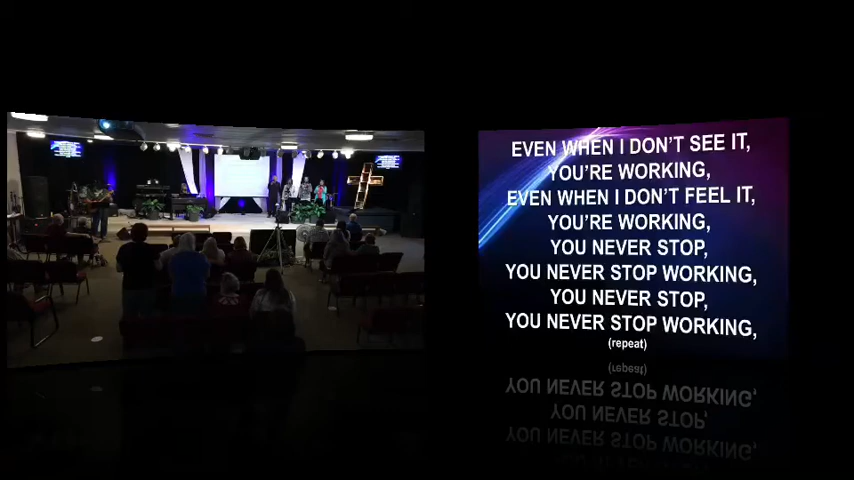 EVEN WHEN I DON'T SEE IT,
YOU'RE WORKING,
EVEN WHEN I DON'T FEEL IT,
YOU'RE WORKING,
YOU NEVER STOP,
YOU NEVER STOP WORKING,
YOU NEVER STOP,
YOU NEVER STOP WORKING,
(repeat)